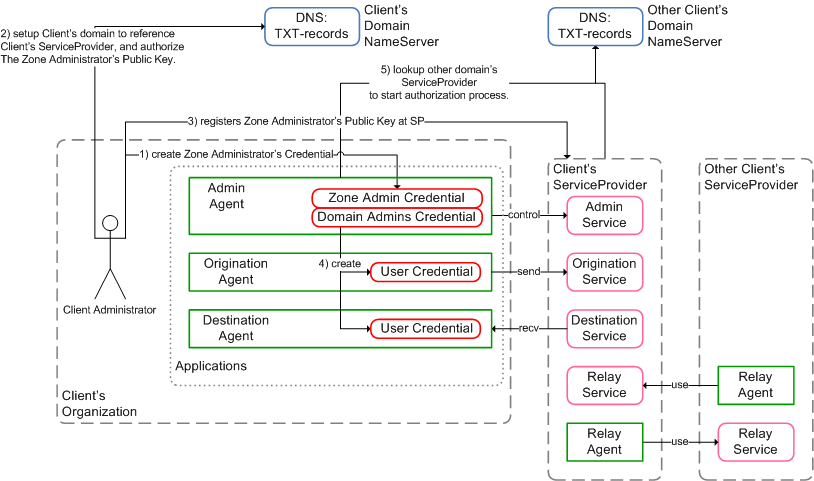 2) setup Client's domain to reference
Client's ServiceProvider, and authorize
The Zone Administrator's Public Key.
DNS:
TXT-records
Client's
Domain
NameServer
DNS:
TXT-records
Other Client's
Domain
NameServer
5) lookup other domain's
ServiceProvider
to start authorization process.
3) registers Zone Administrator's Public Key at SP
1) create Zone Administrator's Credential
Client Administrator
Admin
Agent
Zone Admin Credential
Domain Admins Credential
control
4) create
Origination
Agent
User Credential
send
Destination
Agent
User Credential
recv
Applications
Client's
Organization
Client's
ServiceProvider
Admin
Service
Origination
Service
Destination
Service
Relay
Service
use
Relay
Agent
use
Other Client's
ServiceProvider
Relay
Agent
Relay
Service